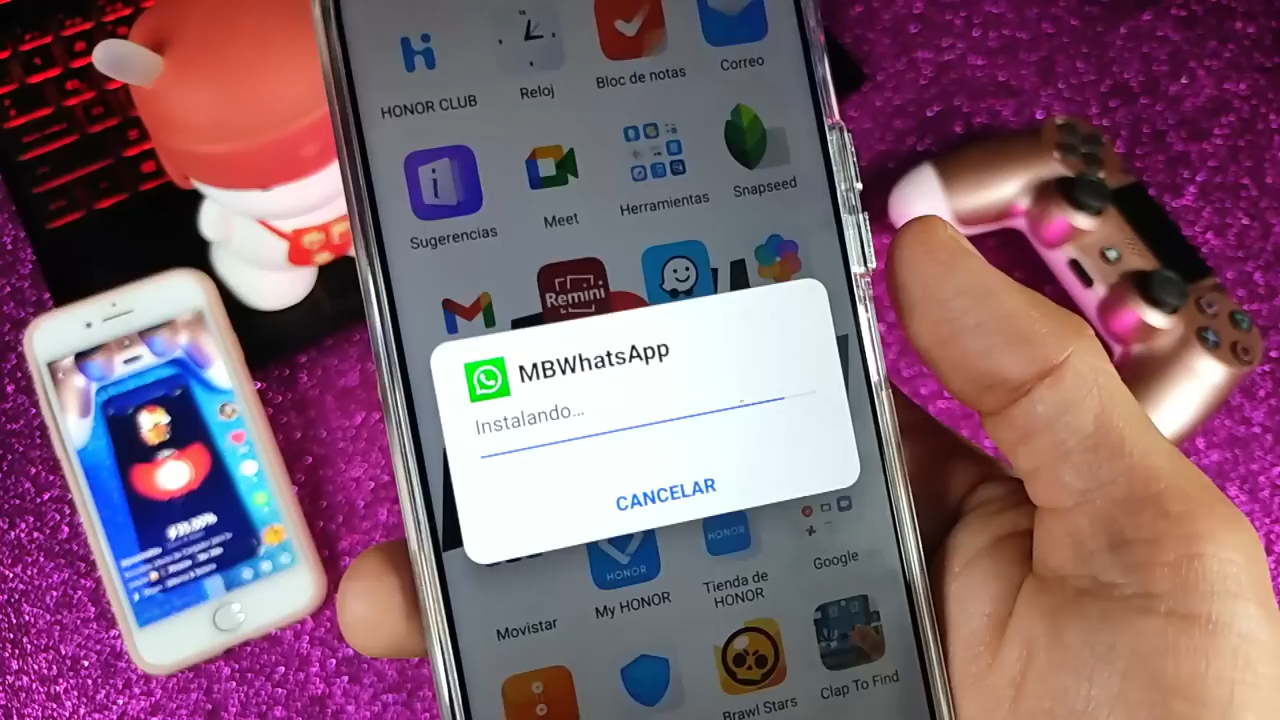 HONOR CLUB
Reloj
Bloc de notas
Correo
Sugerencias
Meet
Herramientas
Snapseed
Remini
MBWhatsApp
Instalando...
CANCELAR
HONOR
HONOR
Movistar
My HONOR
Tienda de
HONOR
Google
Brawl Stars
Clap To Find